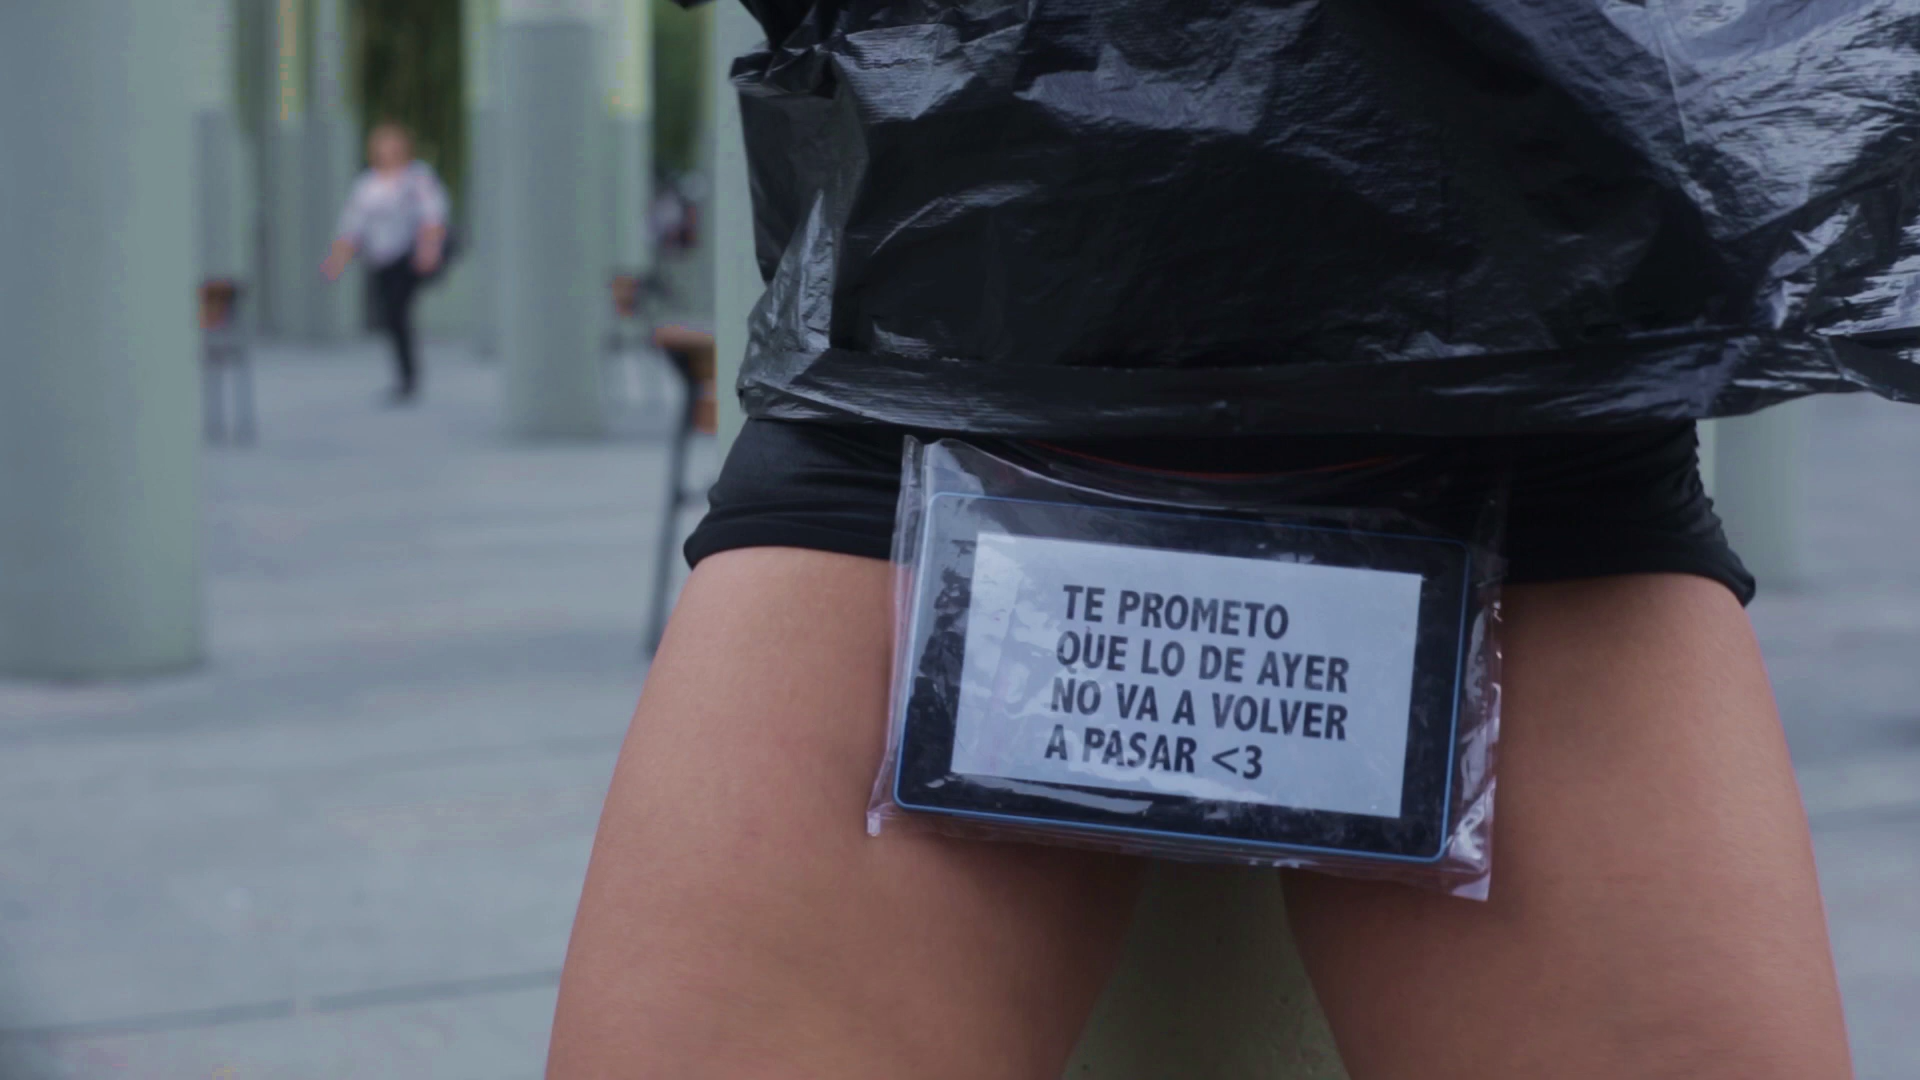 TE PROMETO
QUE LO DE AYER
NO VA A VOLVER
A PASAR <3